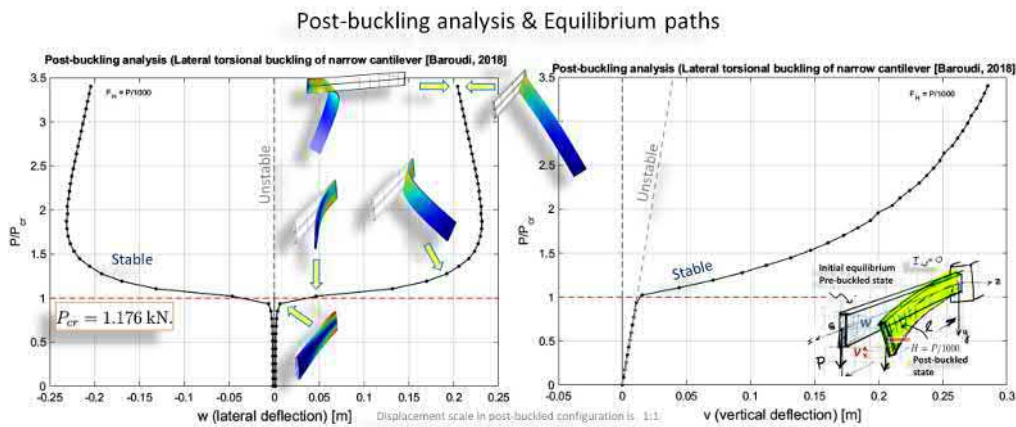 Post-buckling analysis & Equilibrium paths
Post-buckling analysis (Lateral torsional buckling of narrow cantilever [Baroudi, 2018]
3.5
3
2.5
2
1.5
1
0.5
0
P/P_cr
F_H = P/1000
Unstable
Stable
P_cr = 1.176 kN.
-0.25
-0.2
-0.15
-0.1
-0.05
0
0.05
0.1
0.15
0.2
0.25
w (lateral deflection) [m]
Displacement scale in post-buckled configuration is 1:1
Post-buckling analysis (Lateral torsional buckling of narrow cantilever [Baroudi, 2018]
3.5
3
2.5
2
1.5
1
0.5
0
P/P_cr
F_H = P/1000
Unstable
Stable
Initial equilibrium
Pre-buckled state
W
ℓ
P
V
H = P/1000
Post-buckled
state
-0.05
0
0.05
0.1
0.15
0.2
0.25
0.3
v (vertical deflection) [m]